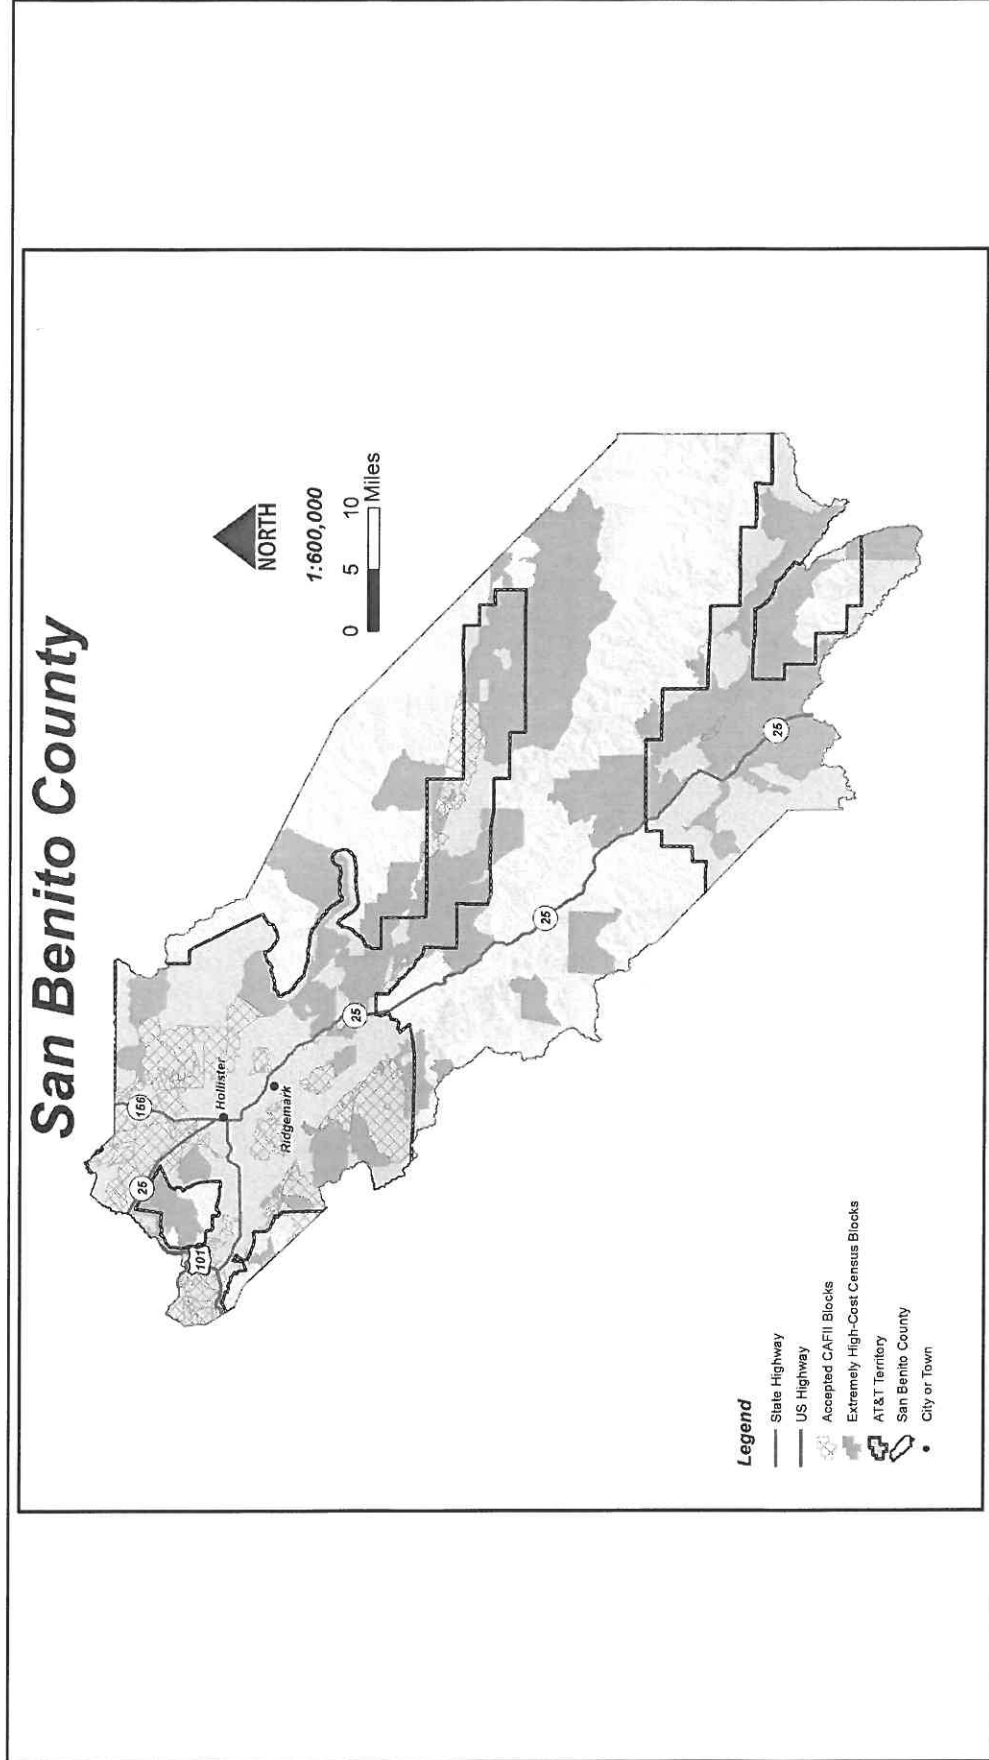 San Benito County
NORTH
1:600,000
0 5 10
Miles
156
25
101
Hollister
Ridgemark
25
25
25
Legend
State Highway
US Highway
Accepted CAFII Blocks
Extremely High-Cost Census Blocks
AT&T Territory
San Benito County
City or Town